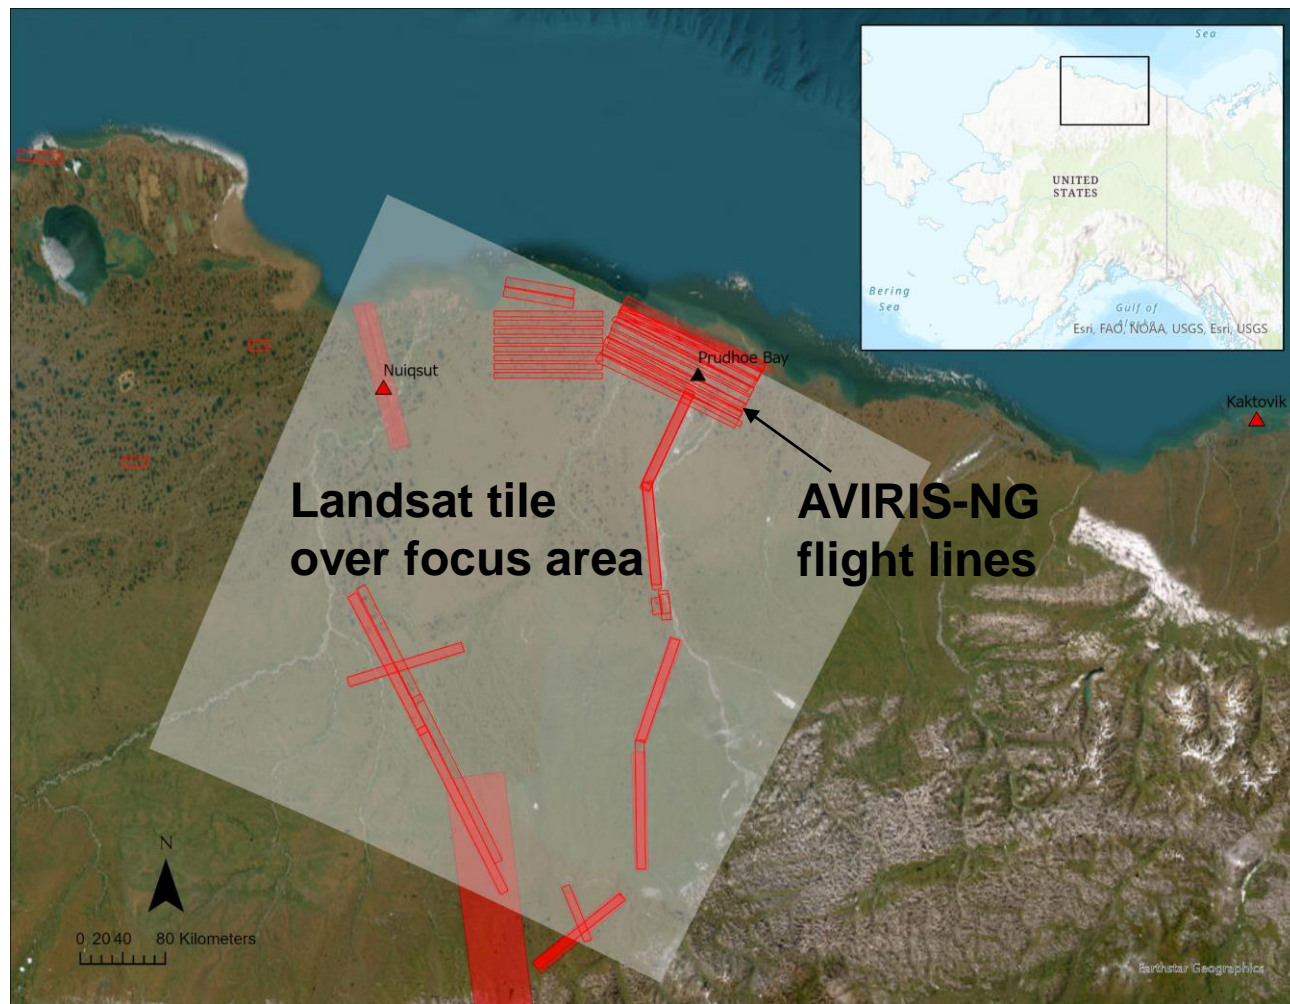 Sea
UNITED
STATES
Bering
Sea
Gulf of
Alaska
Esri, FAO, NOAA, USGS, Esri, USGS
Prudhoe Bay
Nuiqsut
Kaktovik
Landsat tile
over focus area
AVIRIS-NG
flight lines
N
0 20 40 80 Kilometers
Earthstar Geographics